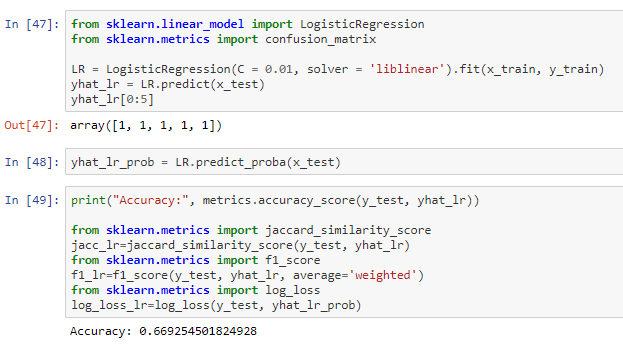 In [47]: from sklearn.linear_model import LogisticRegression
from sklearn.metrics import confusion_matrix
LR = LogisticRegression(C = 0.01, solver = 'liblinear').fit(x_train, y_train)
yhat_lr = LR.predict(x_test)
yhat_lr[0:5]
Out[47]: array([1, 1, 1, 1, 1])
In [48]: yhat_lr_prob = LR.predict_proba(x_test)
In [49]: print("Accuracy:", metrics.accuracy_score(y_test, yhat_lr))
from sklearn.metrics import jaccard_similarity_score
jacc_lr=jaccard_similarity_score(y_test, yhat_lr)
from sklearn.metrics import f1_score
f1_lr=f1_score(y_test, yhat_lr, average='weighted')
from sklearn.metrics import log_loss
log_loss_lr=log_loss(y_test, yhat_lr_prob)
Accuracy: 0.669254501824928